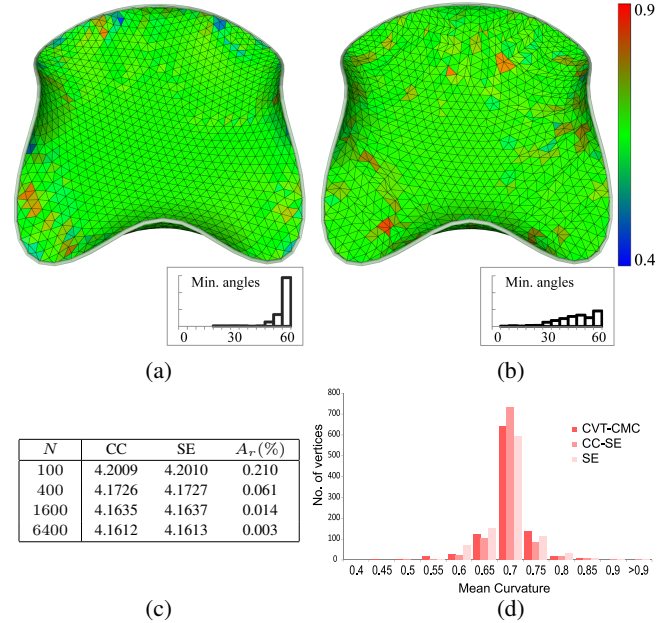 0.9
0.4
Min. angles
0 30 60
Min. angles
0 30 60
(a)
(b)
N CC SE A_r(%)
100 4.2009 4.2010 0.210
400 4.1726 4.1727 0.061
1600 4.1635 4.1637 0.014
6400 4.1612 4.1613 0.003
No. of vertices
800
700
600
500
400
300
200
100
0
CVT-CMC
CC-SE
SE
0.4 0.45 0.5 0.55 0.6 0.65 0.7 0.75 0.8 0.85 0.9 >0.9
Mean Curvature
(c)
(d)